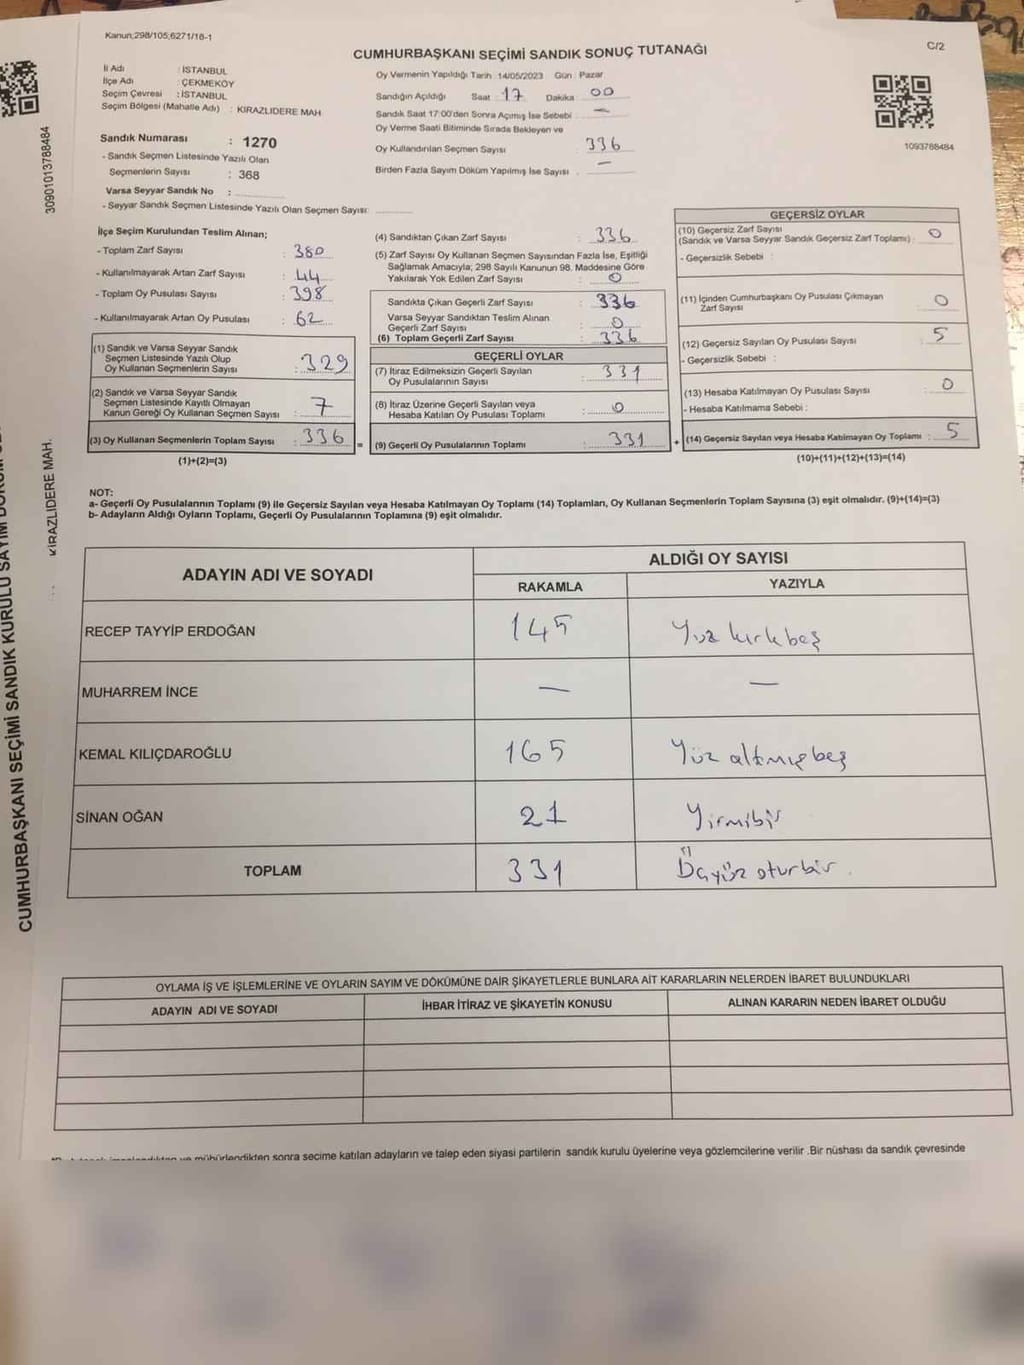 Kanun;298/105;6271/18-1
C/2
CUMHURBAŞKANI SEÇİMİ SANDIK SONUÇ TUTANAĞI
İl Adı : İSTANBUL
İlçe Adı : ÇEKMEKÖY
Seçim Çevresi : İSTANBUL
Seçim Bölgesi (Mahalle Adı) : KIRAZLIDERE MAH
Sandık Numarası : 1270
- Sandık Seçmen Listesinde Yazılı Olan
Seçmenlerin Sayısı : 368
Varsa Seyyar Sandık No :
- Seyyar Sandık Seçmen Listesinde Yazılı Olan Seçmen Sayısı:
Oy Vermenin Yapıldığı Tarih 14/05/2023 Gün : Pazar
Sandığın Açıldığı Saat 17 Dakika 00
Sandık Saat 17:00'den Sonra Açımış İse Sebebi : —
Oy Verme Saati Bitiminde Sırada Bekleyen ve
Oy Kullandırılan Seçmen Sayısı : 336
Birden Fazla Sayım Döküm Yapılmış İse Sayısı : —
1093788484
30901013788484
KİRAZLIDERE MAH.
CUMHURBAŞKANI SEÇİMİ SANDIK KURULU SAYIM
İlçe Seçim Kurulundan Teslim Alınan;
- Toplam Zarf Sayısı : 380
- Kullanılmayarak Artan Zarf Sayısı : 44
- Toplam Oy Pusulası Sayısı : 398
- Kullanılmayarak Artan Oy Pusulası : 62
(1) Sandık ve Varsa Seyyar Sandık
Seçmen Listesinde Yazılı Olup
Oy Kullanan Seçmenlerin Sayısı : 329
(2) Sandık ve Varsa Seyyar Sandık
Seçmen Listesinde Kayıtlı Olmayan
Kanun Gereği Oy Kullanan Seçmen Sayısı : 7
(3) Oy Kullanan Seçmenlerin Toplam Sayısı : 336
(1)+(2)=(3)
(4) Sandıktan Çıkan Zarf Sayısı : 336
(5) Zarf Sayısı Oy Kullanan Seçmen Sayısından Fazla İse, Eşitliği
Sağlamak Amacıyla; 298 Sayılı Kanunun 98. Maddesine Göre
Yakılarak Yok Edilen Zarf Sayısı : 0
Sandıkta Çıkan Geçerli Zarf Sayısı : 336
Varsa Seyyar Sandıktan Teslim Alınan
Geçerli Zarf Sayısı : 0
(6) Toplam Geçerli Zarf Sayısı : 336
GEÇERLİ OYLAR
(7) İtiraz Edilmeksizin Geçerli Sayılan
Oy Pusulalarının Sayısı : 331
(8) İtiraz Üzerine Geçerli Sayılan veya
Hesaba Katılan Oy Pusulası Toplamı : 0
= (9) Geçerli Oy Pusulalarının Toplamı : 331
GEÇERSİZ OYLAR
(10) Geçersiz Zarf Sayısı
(Sandık ve Varsa Seyyar Sandık Geçersiz Zarf Toplamı) : 0
- Geçersizlik Sebebi :
(11) İçinden Cumhurbaşkanı Oy Pusulası Çıkmayan
Zarf Sayısı : 0
(12) Geçersiz Sayılan Oy Pusulası Sayısı : 5
- Geçersizlik Sebebi :
(13) Hesaba Katılmayan Oy Pusulası Sayısı : 0
- Hesaba Katılmama Sebebi :
+ (14) Geçersiz Sayılan veya Hesaba Katılmayan Oy Toplamı : 5
(10)+(11)+(12)+(13)=(14)
NOT:
a- Geçerli Oy Pusulalarının Toplamı (9) ile Geçersiz Sayılan veya Hesaba Katılmayan Oy Toplamı (14) Toplamları, Oy Kullanan Seçmenlerin Toplam Sayısına (3) eşit olmalıdır. (9)+(14)=(3)
b- Adayların Aldığı Oyların Toplamı, Geçerli Oy Pusulalarının Toplamına (9) eşit olmalıdır.
ADAYIN ADI VE SOYADI ALDIĞI OY SAYISI
RAKAMLA YAZIYLA
RECEP TAYYİP ERDOĞAN 145 Yüz kırkbeş
MUHARREM İNCE — —
KEMAL KILIÇDAROĞLU 165 Yüz altmışbeş
SİNAN OĞAN 21 Yirmibir
TOPLAM 331
OYLAMA İŞ VE İŞLEMLERİNE VE OYLARIN SAYIM VE DÖKÜMÜNE DAİR ŞİKAYETLERLE BUNLARA AİT KARARLARIN NELERDEN İBARET BULUNDUKLARI
ADAYIN ADI VE SOYADI İHBAR İTİRAZ VE ŞİKAYETİN KONUSU ALINAN KARARIN NEDEN İBARET OLDUĞU
ve mühürlendikten sonra seçime katılan adayların ve talep eden siyasi partilerin sandık kurulu üyelerine veya gözlemcilerine verilir .Bir nüshası da sandık çevresinde